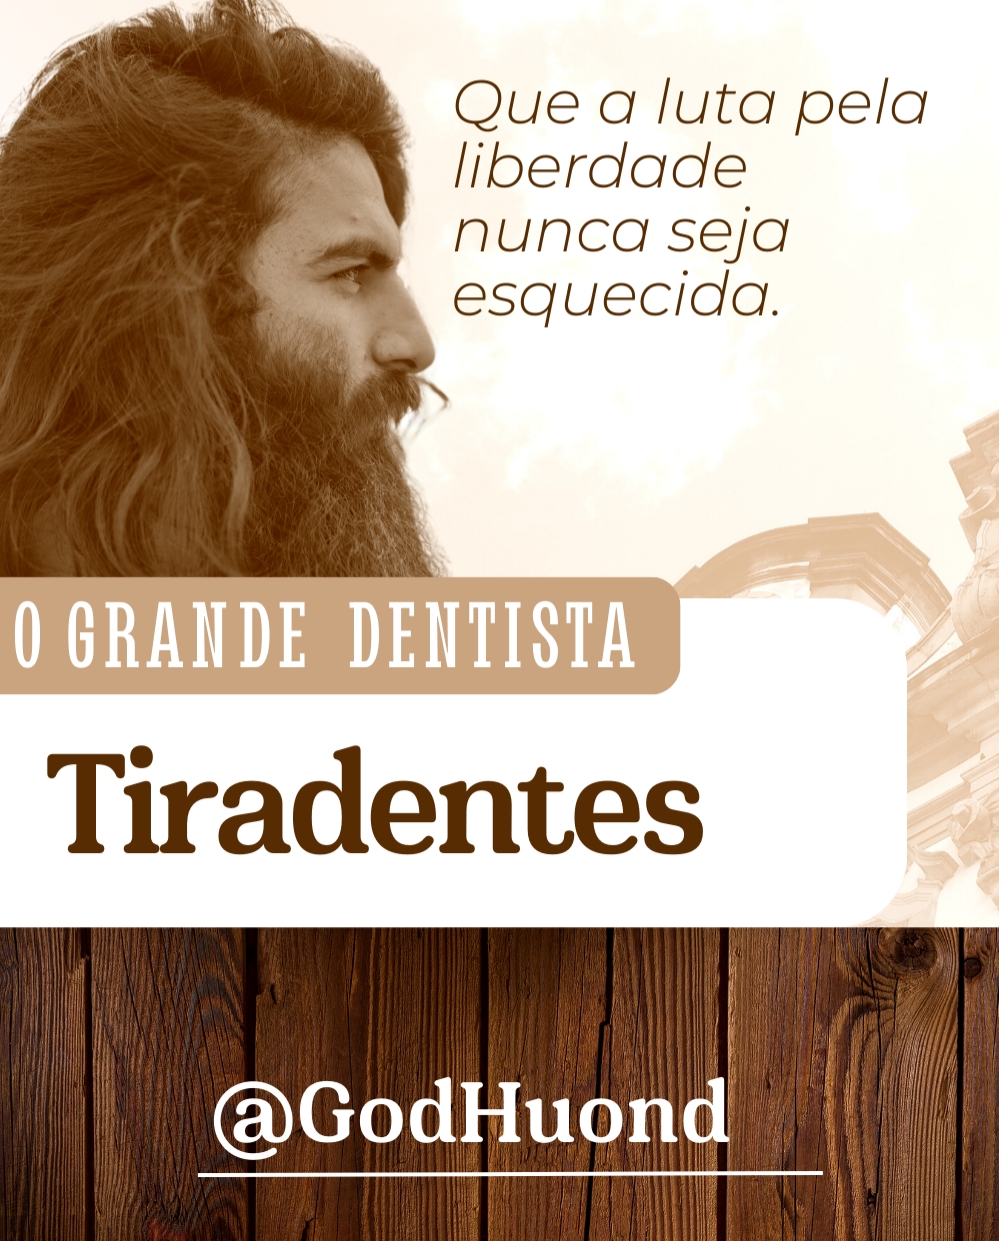 Que a luta pela
liberdade
nunca seja
esquecida.
O GRANDE DENTISTA
Tiradentes
@GodHuond